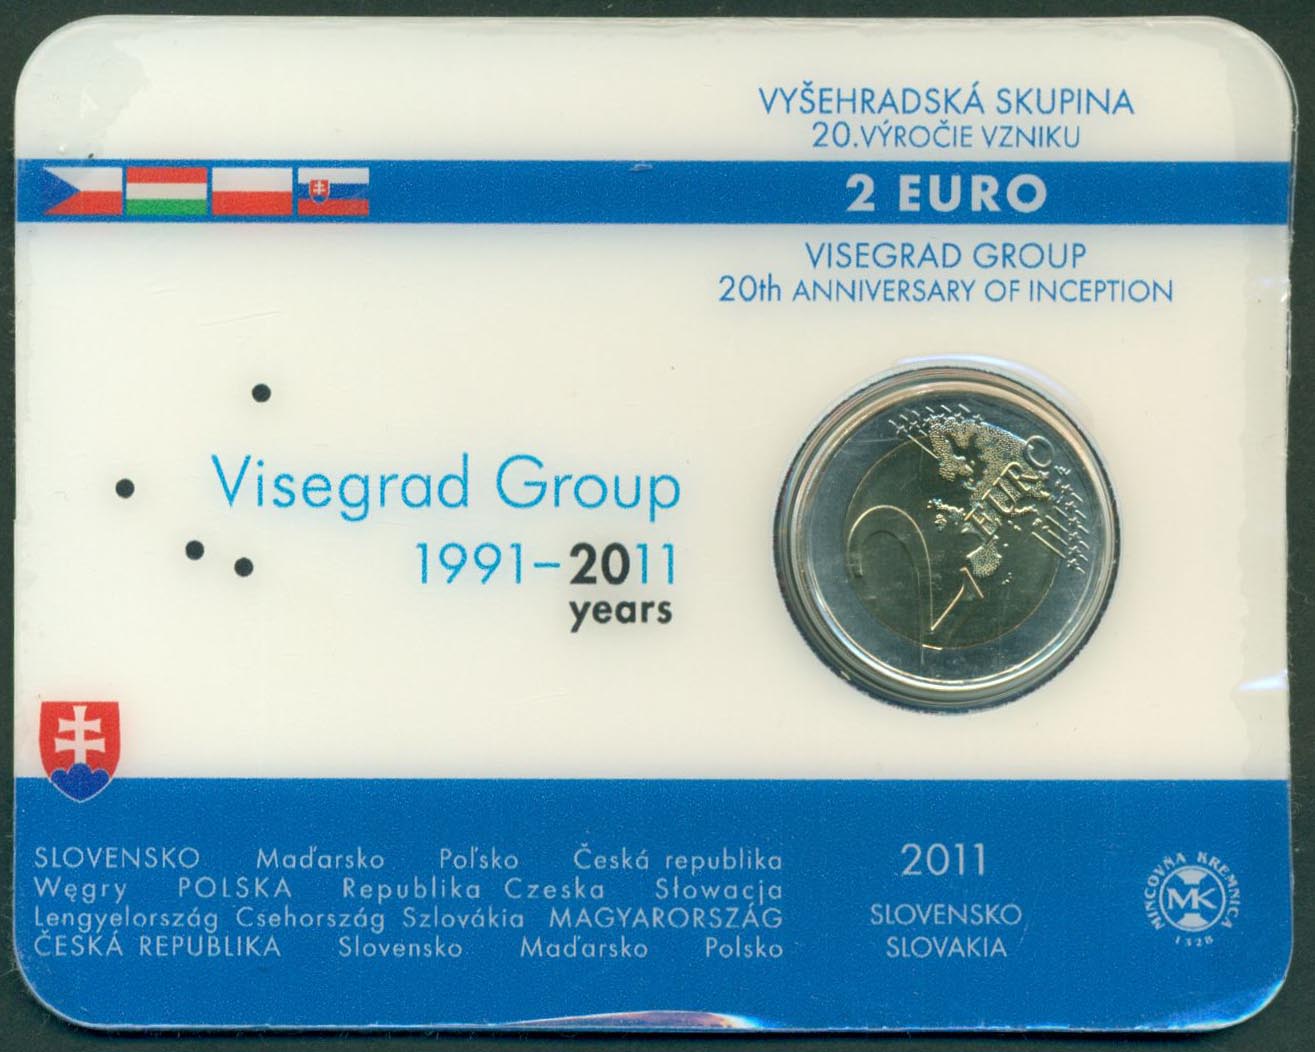 VYŠEHRADSKÁ SKUPINA
20.VÝROČIE VZNIKU
2 EURO
VISEGRAD GROUP
20th ANNIVERSARY OF INCEPTION
Visegrad Group
1991–2011
years
2 EURO
SLOVENSKO Maďarsko Poľsko Česká republika
Węgry POLSKA Republika Czeska Słowacja
Lengyelország Csehország Szlovákia MAGYARORSZÁG
ČESKÁ REPUBLIKA Slovensko Maďarsko Polsko
2011
SLOVENSKO
SLOVAKIA
MINCOVŇA KREMNICA
MK
1328